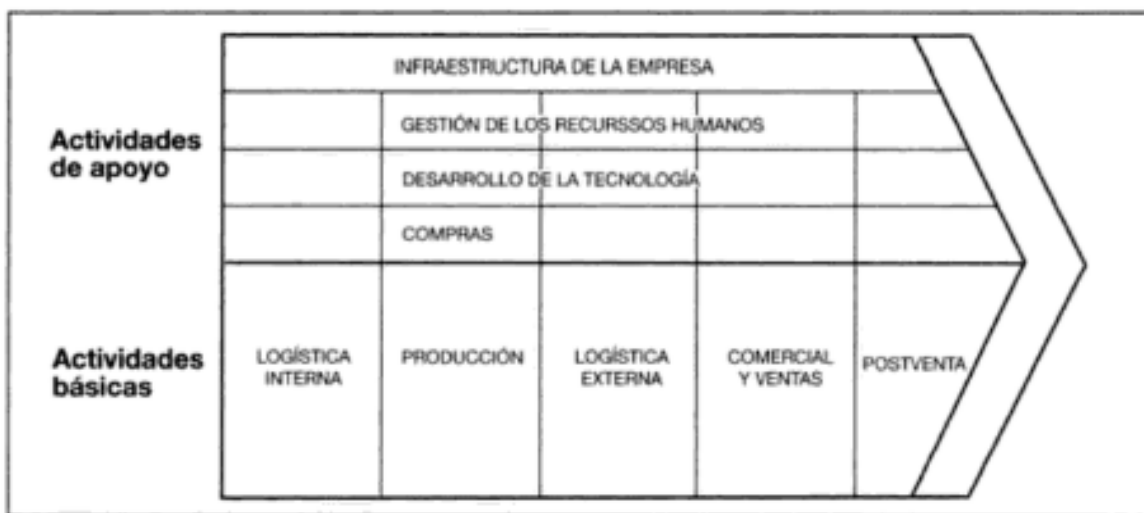 INFRAESTRUCTURA DE LA EMPRESA
Actividades
de apoyo
GESTIÓN DE LOS RECURSSOS HUMANOS
DESARROLLO DE LA TECNOLOGÍA
COMPRAS
Actividades
básicas
LOGÍSTICA
INTERNA
PRODUCCIÓN
LOGÍSTICA
EXTERNA
COMERCIAL
Y VENTAS
POSTVENTA